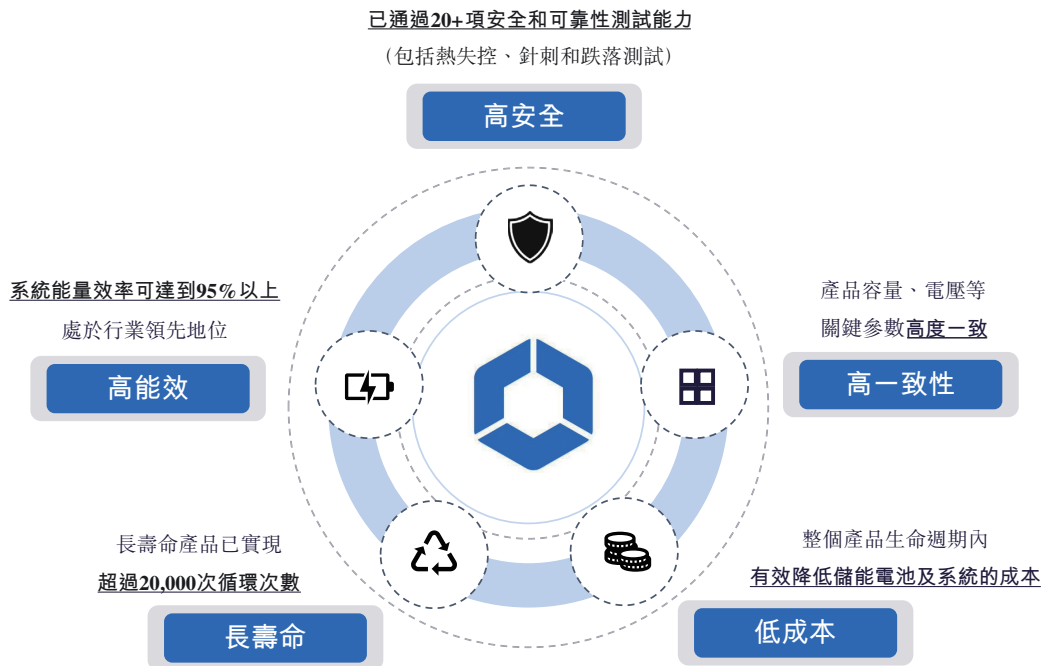 已通過20+項安全和可靠性測試能力
（包括熱失控、針刺和跌落測試）
高安全
系統能量效率可達到95%以上
處於行業領先地位
高能效
產品容量、電壓等
關鍵參數高度一致
高一致性
長壽命產品已實現
超過20,000次循環次數
長壽命
整個產品生命週期內
有效降低儲能電池及系統的成本
低成本